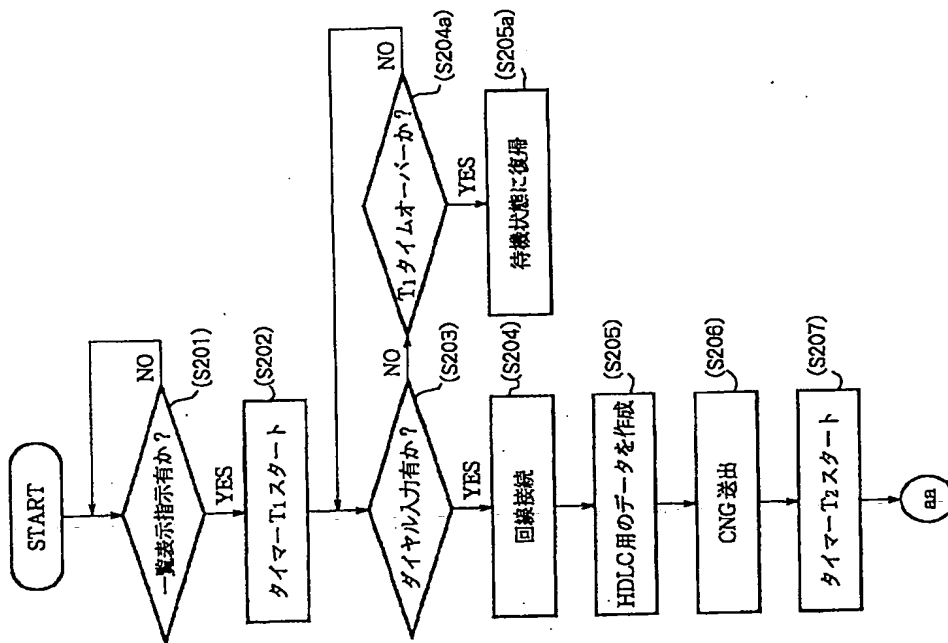 START
一覧表示指示有か?
(S201)
NO
YES
タイマーT1スタート
(S202)
ダイヤル入力有か?
(S203)
NO
YES
T1タイムオーバーか?
(S204a)
NO
YES
待機状態に復帰
(S205a)
回線接続
(S204)
HDLC用のデータを作成
(S205)
CNG送出
(S206)
タイマーT2スタート
(S207)
aa